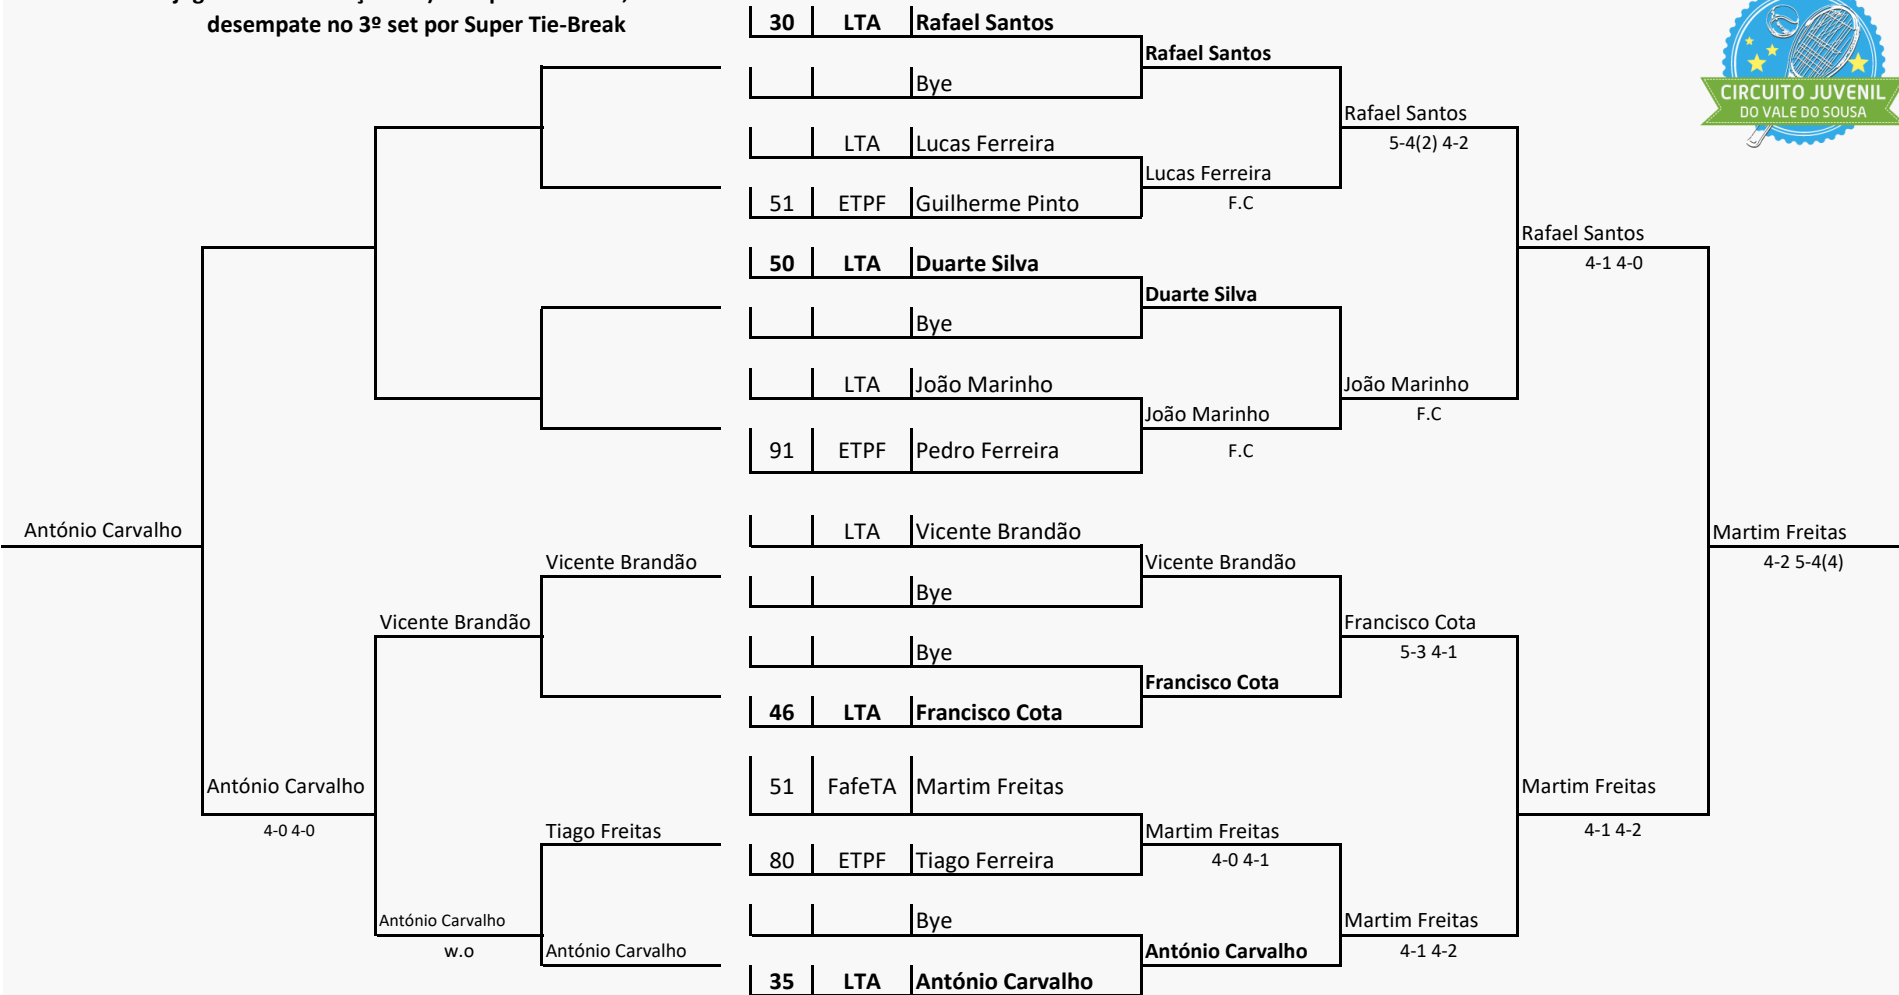 desempate no 3º set por Super Tie-Break
30 LTA Rafael Santos
Rafael Santos
Bye
CIRCUITO JUVENIL
DO VALE DO SOUSA
Rafael Santos
5-4(2) 4-2
LTA Lucas Ferreira
Lucas Ferreira
F.C
51 ETPF Guilherme Pinto
Rafael Santos
4-1 4-0
50 LTA Duarte Silva
Duarte Silva
Bye
LTA João Marinho
João Marinho
F.C
João Marinho
F.C
91 ETPF Pedro Ferreira
António Carvalho
LTA Vicente Brandão
Martim Freitas
4-2 5-4(4)
Vicente Brandão
Vicente Brandão
Bye
Vicente Brandão
Francisco Cota
5-3 4-1
Bye
Francisco Cota
46 LTA Francisco Cota
António Carvalho
4-0 4-0
51 FafeTA Martim Freitas
Martim Freitas
4-1 4-2
Tiago Freitas
Martim Freitas
4-0 4-1
80 ETPF Tiago Ferreira
António Carvalho
w.o
Bye
Martim Freitas
4-1 4-2
António Carvalho
António Carvalho
35 LTA António Carvalho